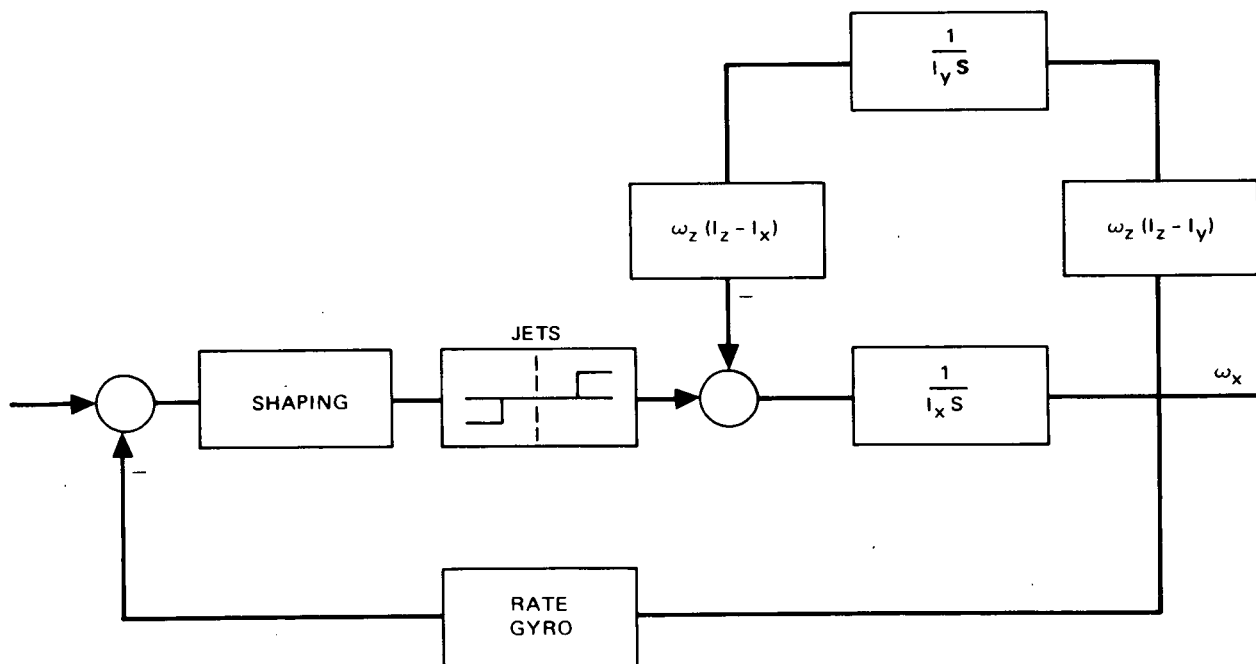 1
I_y S
ω_z (I_z – I_x)
ω_z (I_z – I_y)
–
JETS
SHAPING
1
I_x S
ω_x
–
RATE
GYRO